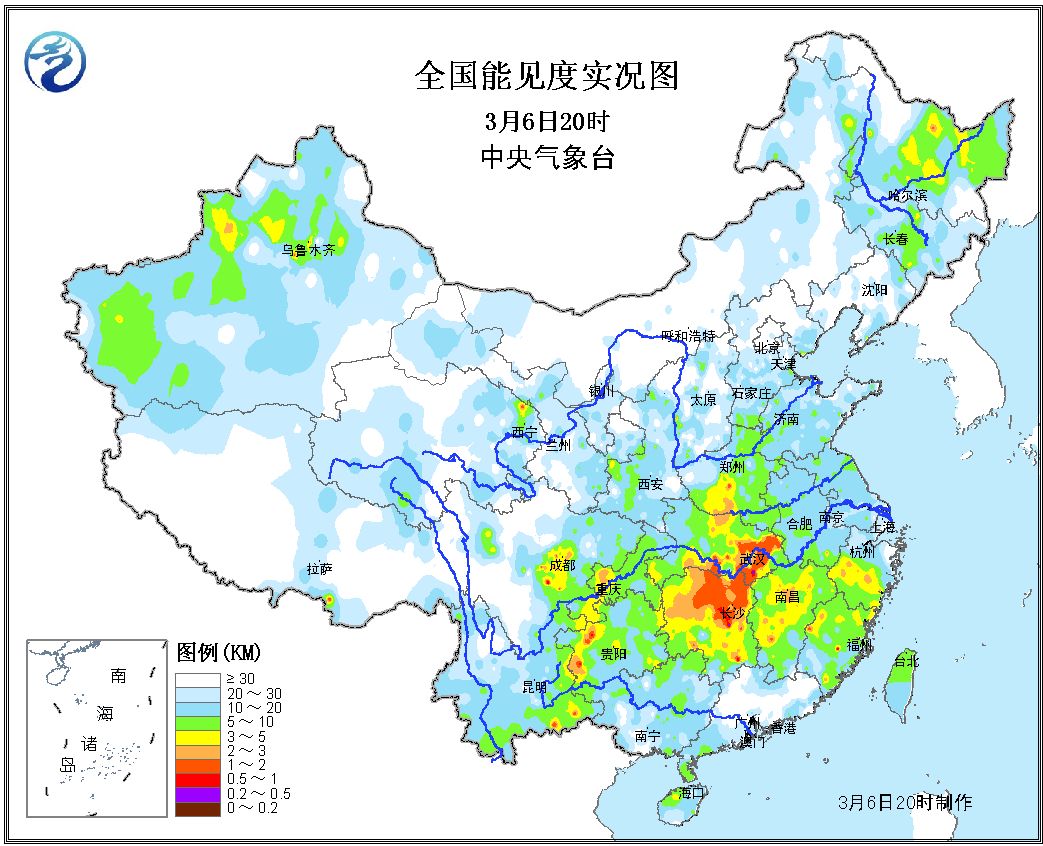 全国能见度实况图
3月6日20时
中央气象台
哈尔滨
长春
乌鲁木齐
沈阳
呼和浩特
北京
天津
银川
石家庄
太原
济南
西宁
兰州
郑州
西安
合肥
南京
上海
武汉
杭州
成都
拉萨
重庆
南昌
长沙
福州
贵阳
台北
昆明
广州
香港
南宁
澳门
海口
南
海
诸
岛
图例(KM)
≥30
20～30
10～20
5～10
3～5
2～3
1～2
0.5～1
0.2～0.5
0～0.2
3月6日20时制作